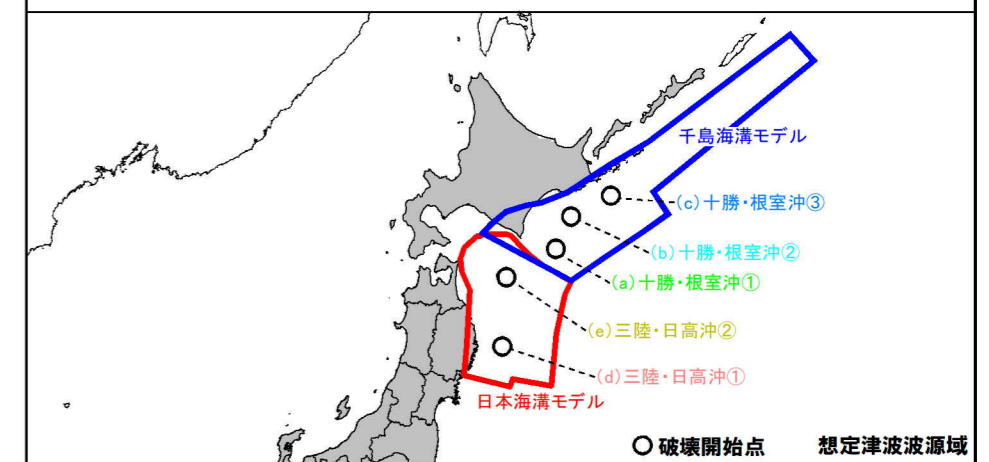 千島海溝モデル
(c)十勝・根室沖③
(b)十勝・根室沖②
(a)十勝・根室沖①
(e)三陸・日高沖②
(d)三陸・日高沖①
日本海溝モデル
破壊開始点 想定津波波源域